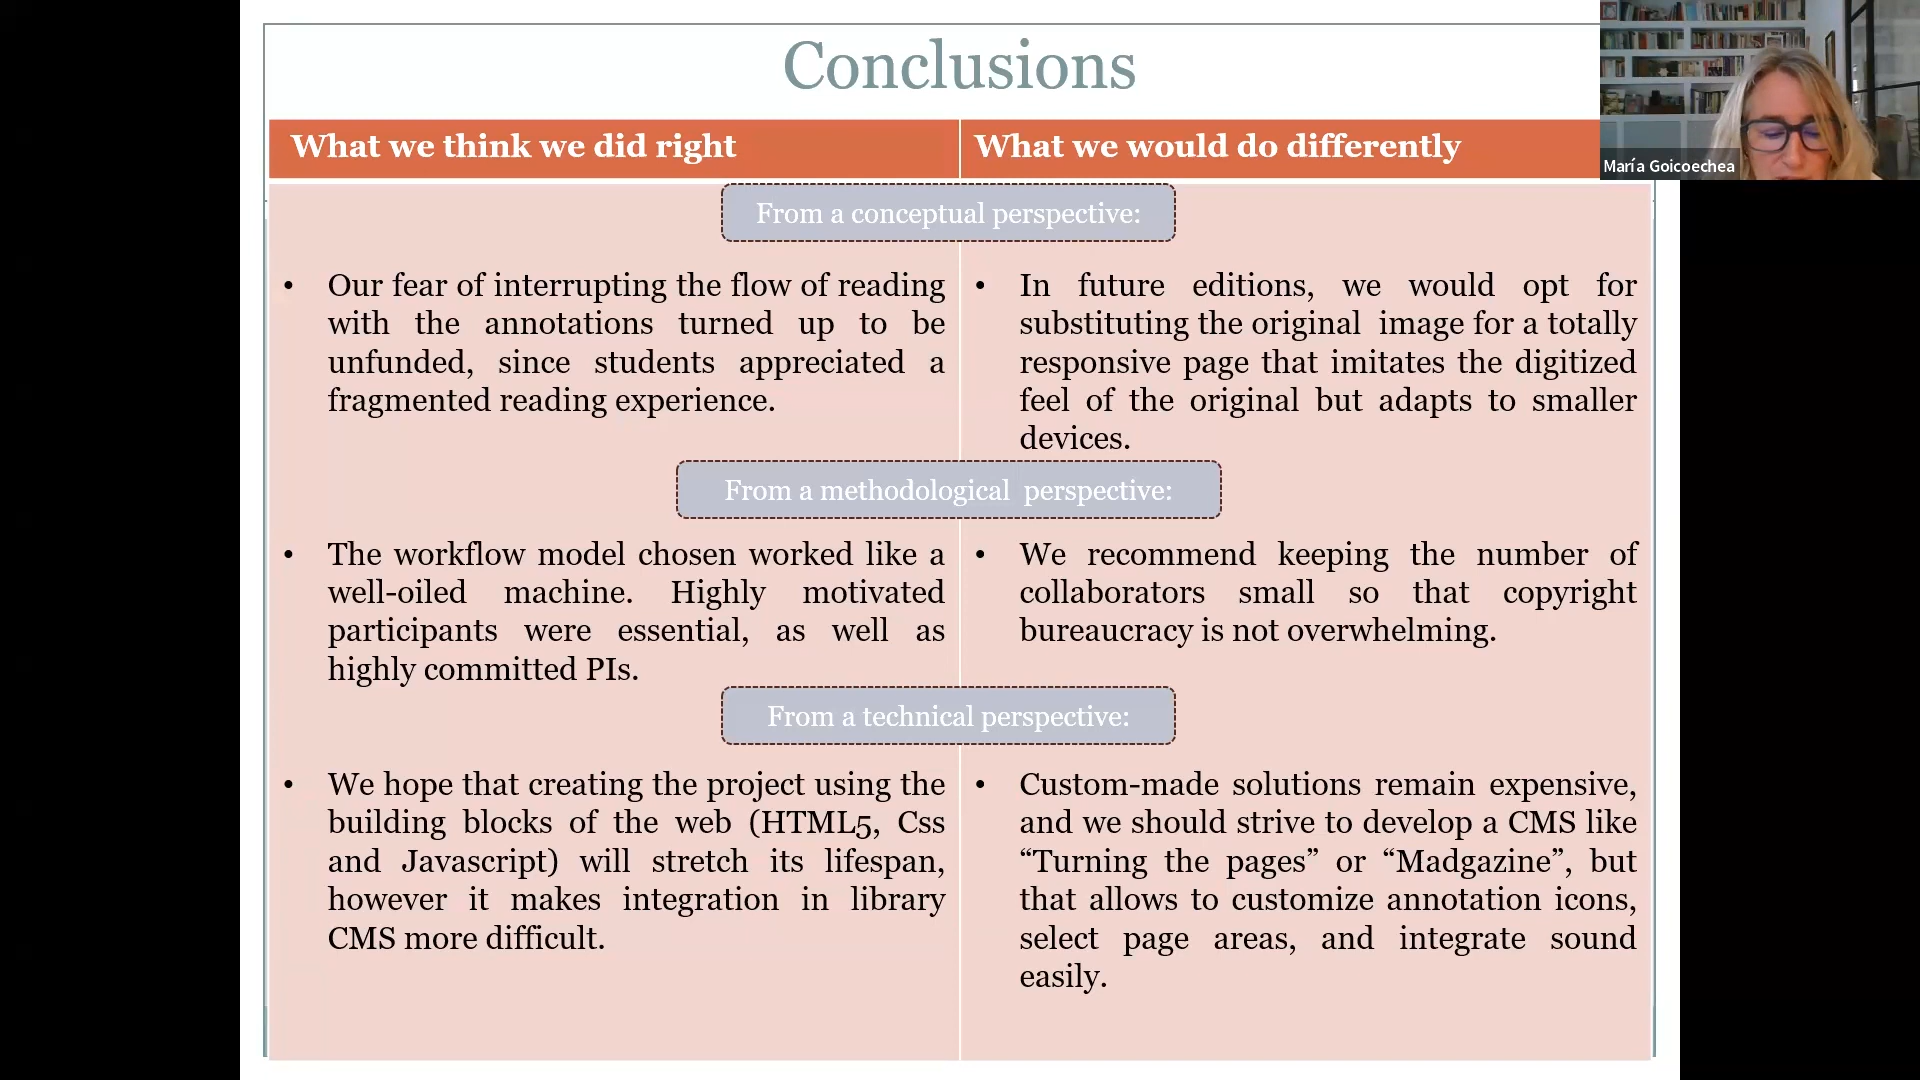 Conclusions
What we think we did right
What we would do differently
María Goicoechea
From a conceptual perspective:
• Our fear of interrupting the flow of reading
with the annotations turned up to be
unfunded, since students appreciated a
fragmented reading experience.
• In future editions, we would opt for
substituting the original image for a totally
responsive page that imitates the digitized
feel of the original but adapts to smaller
devices.
From a methodological perspective:
• The workflow model chosen worked like a
well-oiled machine. Highly motivated
participants were essential, as well as
highly committed PIs.
• We recommend keeping the number of
collaborators small so that copyright
bureaucracy is not overwhelming.
From a technical perspective:
• We hope that creating the project using the
building blocks of the web (HTML5, Css
and Javascript) will stretch its lifespan,
however it makes integration in library
CMS more difficult.
• Custom-made solutions remain expensive,
and we should strive to develop a CMS like
“Turning the pages” or “Madgazine”, but
that allows to customize annotation icons,
select page areas, and integrate sound
easily.